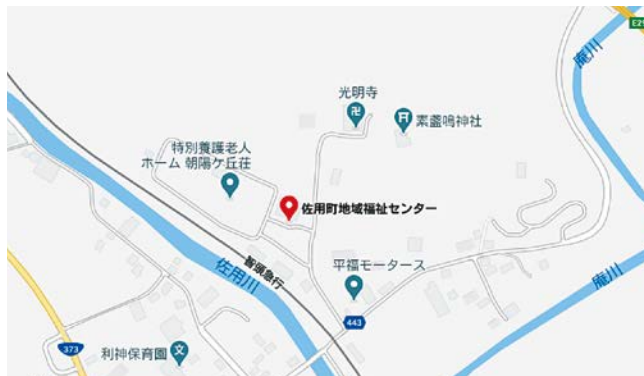 E29
庵川
光明寺
素盞嗚神社
特別養護老人
ホーム 朝陽ケ丘荘
佐用町地域福祉センター
智頭急行
佐用川
平福モータース
庵川
443
373
利神保育園
文